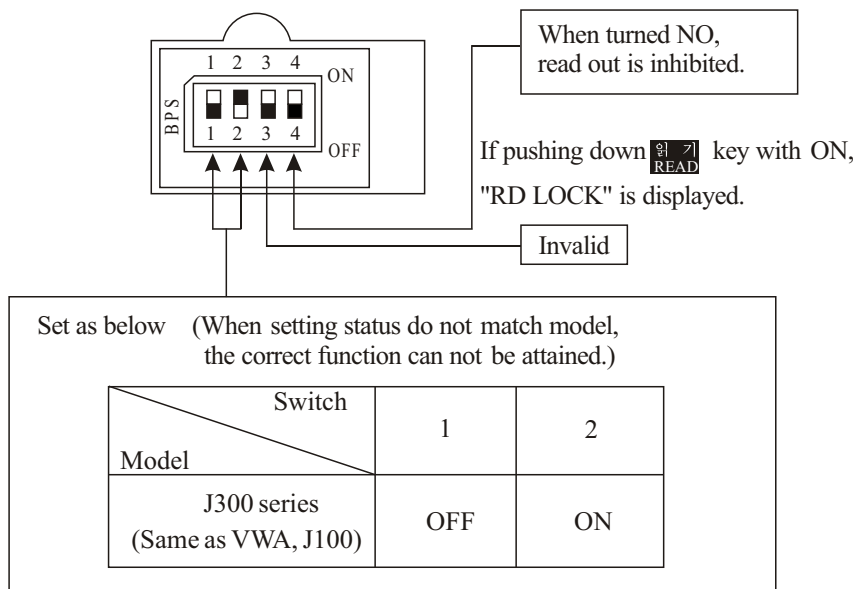 1 2 3 4
ON
BPS
1 2 3 4
OFF
When turned NO,
read out is inhibited.
If pushing down 읽 기 READ key with ON,
"RD LOCK" is displayed.
Invalid
Set as below (When setting status do not match model,
the correct function can not be attained.)
Switch
Model
1
2
J300 series
(Same as VWA, J100)
OFF
ON